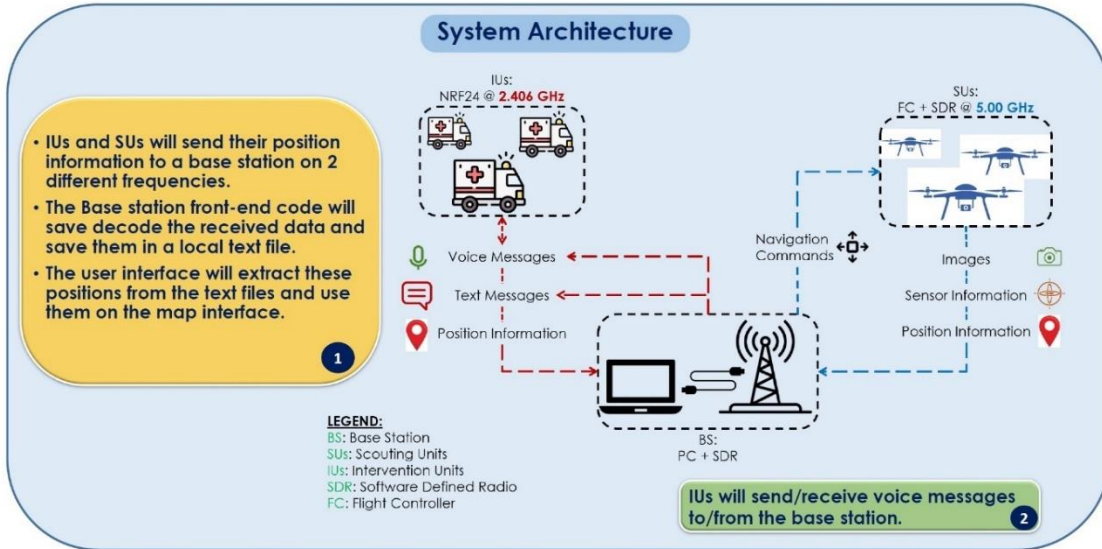 System Architecture
IUs:
NRF24 @ 2.406 GHz
SUs:
FC + SDR @ 5.00 GHz
• IUs and SUs will send their position
information to a base station on 2
different frequencies.
• The Base station front-end code will
save decode the received data and
save them in a local text file.
• The user interface will extract these
positions from the text files and use
them on the map interface.
1
Voice Messages
Text Messages
Position Information
Navigation
Commands
Images
Sensor Information
Position Information
BS:
PC + SDR
LEGEND:
BS: Base Station
SUs: Scouting Units
IUs: Intervention Units
SDR: Software Defined Radio
FC: Flight Controller
IUs will send/receive voice messages
to/from the base station.
2